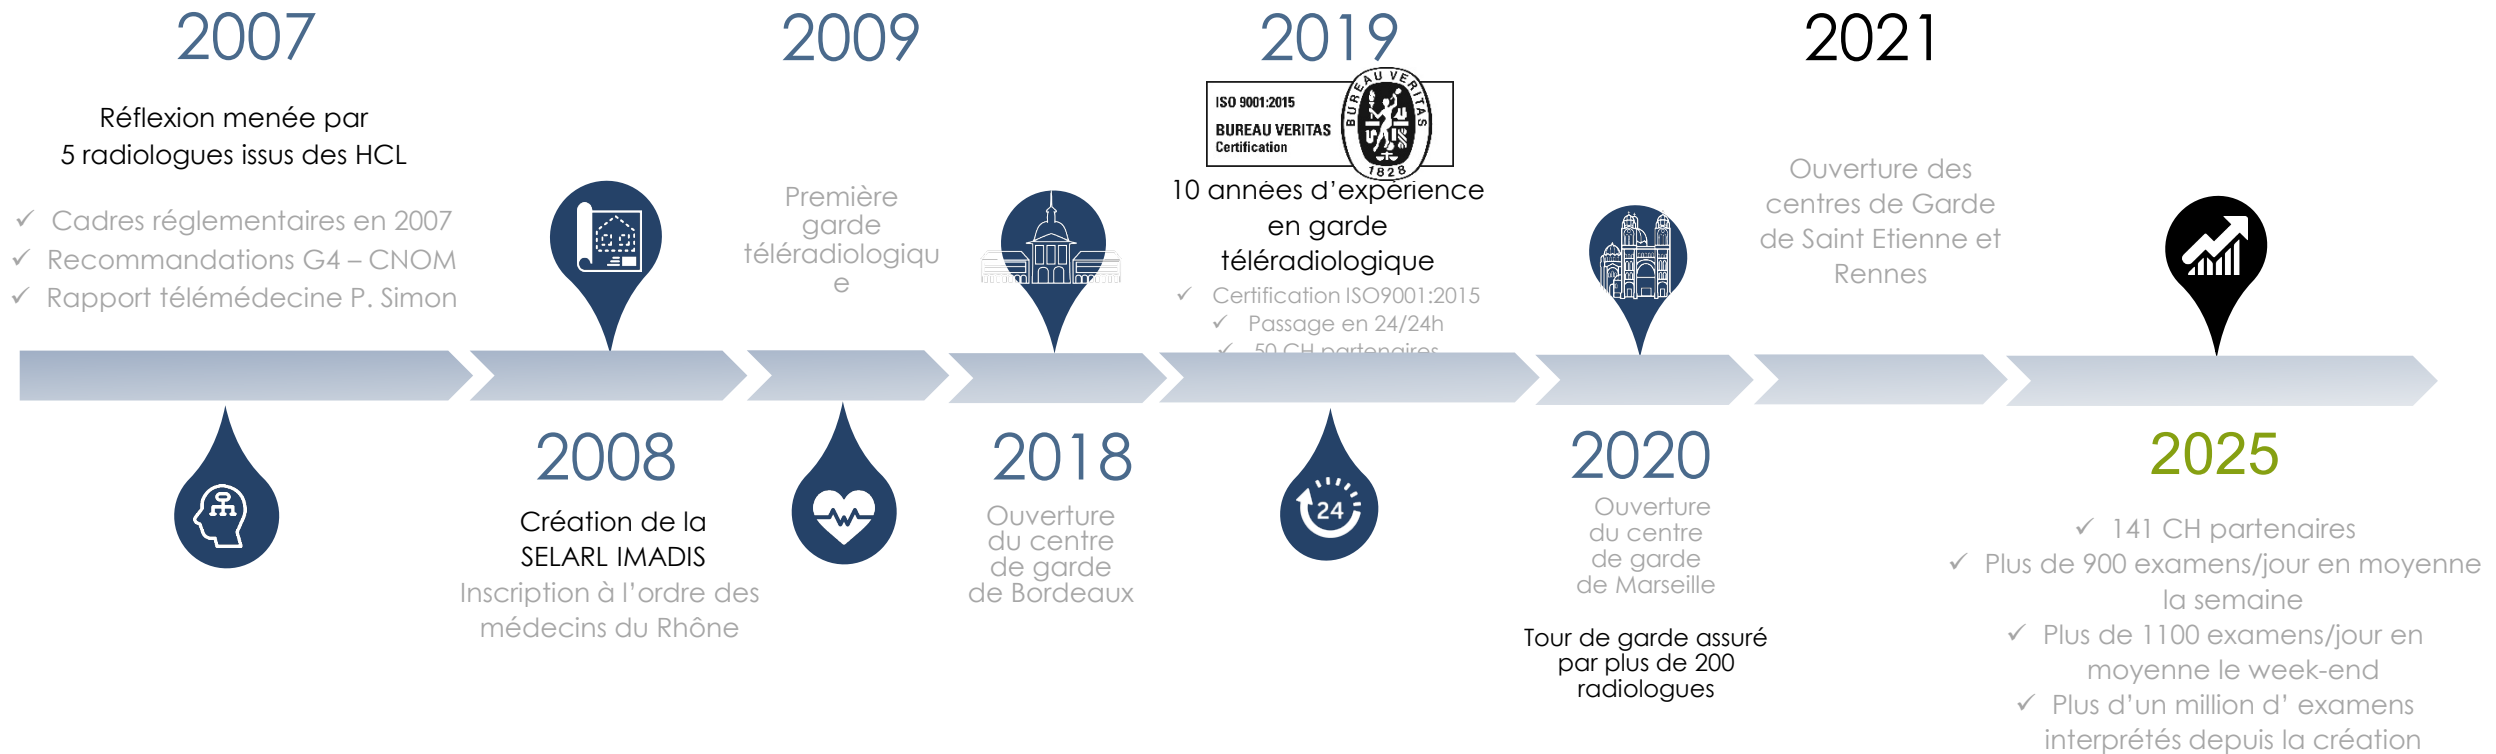 2007
Réflexion menée par
5 radiologues issus des HCL
✓ Cadres réglementaires en 2007
✓ Recommandations G4 – CNOM
✓ Rapport télémédecine P. Simon
2008
Création de la
SELARL IMADIS
Inscription à l'ordre des
médecins du Rhône
2009
Première
garde
téléradiologiqu
e
2018
Ouverture
du centre
de garde
de Bordeaux
2019
ISO 9001:2015
BUREAU VERITAS
Certification
BUREAU VERITAS
1828
10 années d'expérience
en garde
téléradiologique
✓ Certification ISO9001:2015
✓ Passage en 24/24h
✓ 50 CH partenaires
24
2020
Ouverture
du centre
de garde
de Marseille
Tour de garde assuré
par plus de 200
radiologues
2021
Ouverture des
centres de Garde
de Saint Etienne et
Rennes
2025
✓ 141 CH partenaires
✓ Plus de 900 examens/jour en moyenne
la semaine
✓ Plus de 1100 examens/jour en
moyenne le week-end
✓ Plus d'un million d' examens
interprétés depuis la création